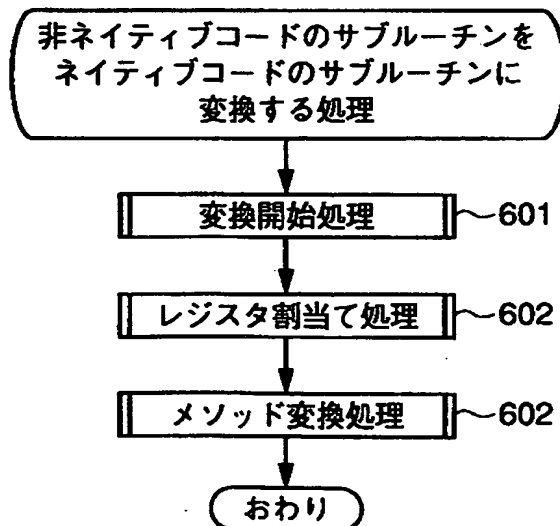 非ネイティブコードのサブルーチンを
ネイティブコードのサブルーチンに
変換する処理
変換開始処理 601
レジスタ割当て処理 602
メソッド変換処理 602
おわり